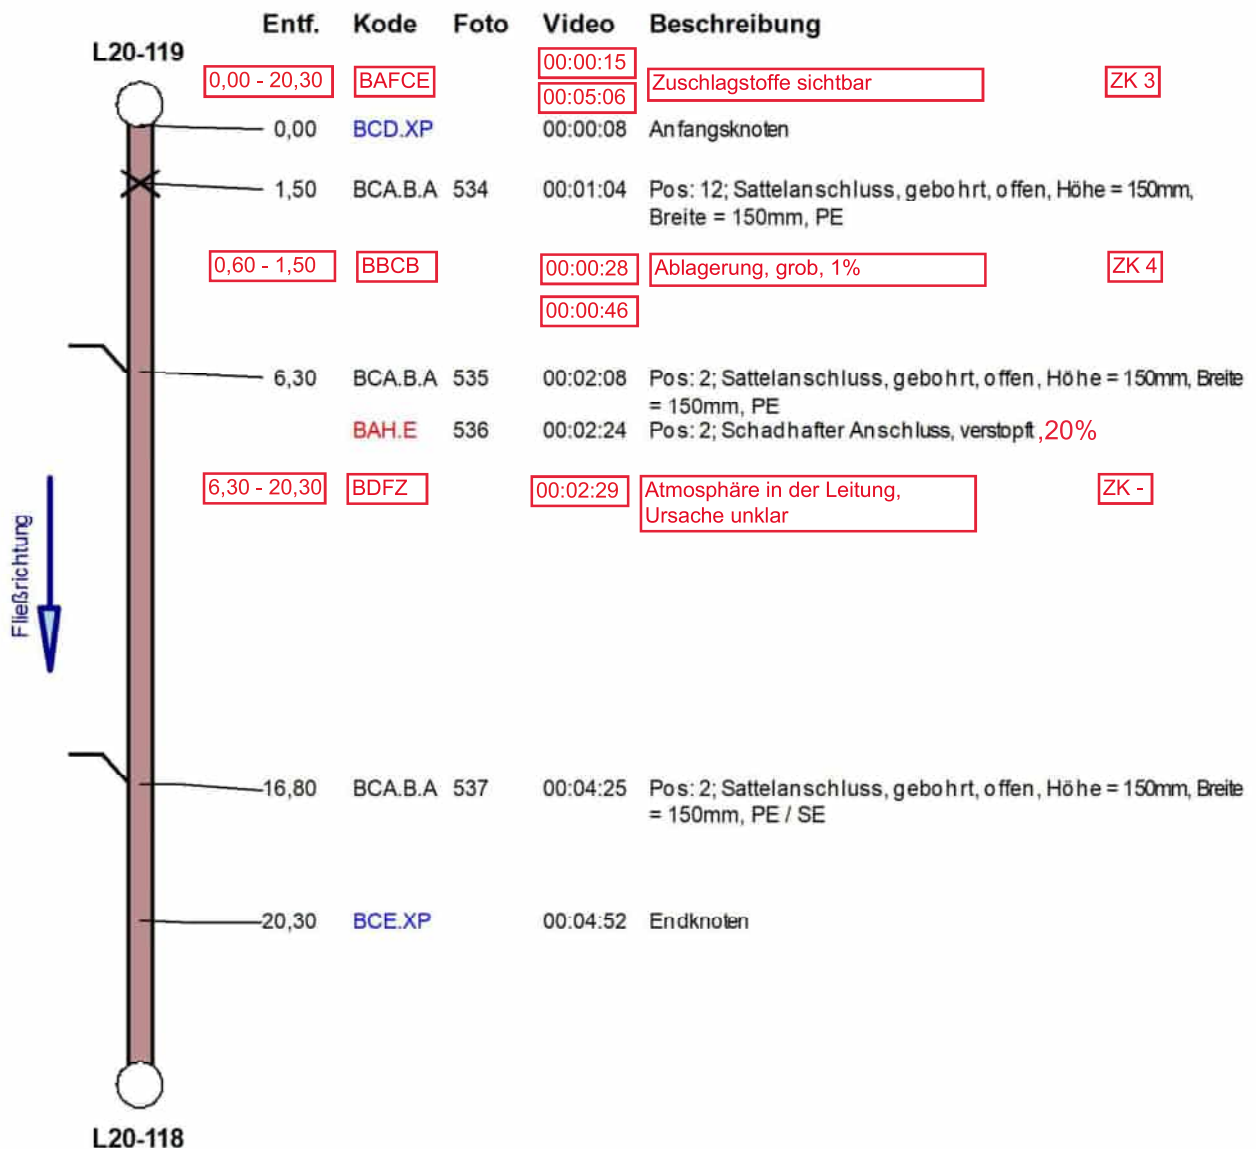 Entf. Kode Foto Video Beschreibung
L20-119
00:00:15
0,00 - 20,30 BAFCE Zuschlagstoffe sichtbar ZK 3
00:05:06
0,00 BCD.XP 00:00:08 Anfangsknoten
1,50 BCA.B.A 534 00:01:04 Pos: 12; Sattelanschluss, gebohrt, offen, Höhe = 150mm,
Breite = 150mm, PE
0,60 - 1,50 BBCB 00:00:28 Ablagerung, grob, 1% ZK 4
00:00:46
6,30 BCA.B.A 535 00:02:08 Pos: 2; Sattelanschluss, gebohrt, offen, Höhe = 150mm, Breite
= 150mm, PE
BAH.E 536 00:02:24 Pos: 2; Schadhafter Anschluss, verstopft ,20%
6,30 - 20,30 BDFZ 00:02:29 Atmosphäre in der Leitung, ZK -
Ursache unklar
Fließrichtung
16,80 BCA.B.A 537 00:04:25 Pos: 2; Sattelanschluss, gebohrt, offen, Höhe = 150mm, Breite
= 150mm, PE / SE
20,30 BCE.XP 00:04:52 Endknoten
L20-118